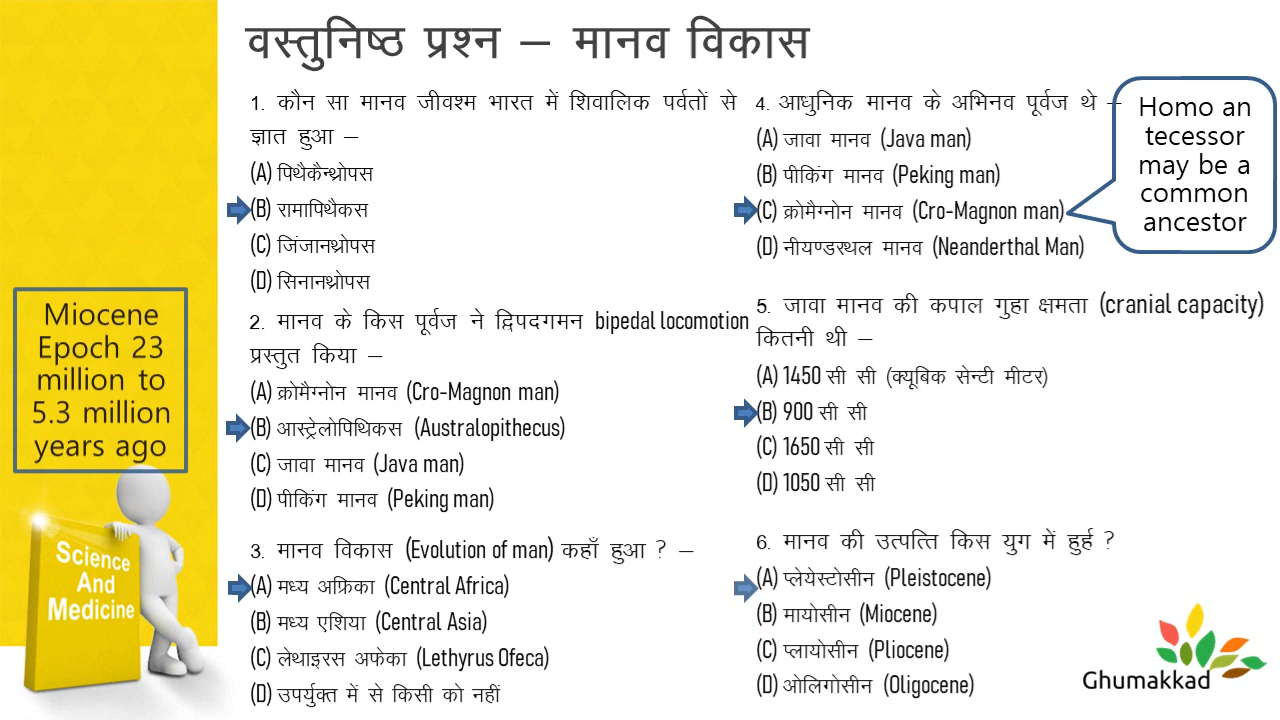 वस्तुनिष्ठ प्रश्न – मानव विकास
1. कौन सा मानव जीवश्म भारत में शिवालिक पर्वतों से
ज्ञात हुआ –
(A) पिथैकैन्थ्रोपस
(B) रामापिथैकस
(C) जिंजानथ्रोपस
(D) सिनानथ्रोपस
2. मानव के किस पूर्वज ने द्विपदगमन bipedal locomotion
प्रस्तुत किया –
(A) क्रोमैग्नोन मानव (Cro-Magnon man)
(B) आस्ट्रेलोपिथिकस (Australopithecus)
(C) जावा मानव (Java man)
(D) पीकिंग मानव (Peking man)
3. मानव विकास (Evolution of man) कहाँ हुआ ? –
(A) मध्य अफ्रिका (Central Africa)
(B) मध्य एशिया (Central Asia)
(C) लेथाइरस अफेका (Lethyrus Ofeca)
(D) उपर्युक्त में से किसी को नहीं
4. आधुनिक मानव के अभिनव पूर्वज थे –
(A) जावा मानव (Java man)
(B) पीकिंग मानव (Peking man)
(C) क्रोमैग्नोन मानव (Cro-Magnon man)
(D) नीयण्डरथल मानव (Neanderthal Man)
5. जावा मानव की कपाल गुहा क्षमता (cranial capacity)
कितनी थी –
(A) 1450 सी सी (क्यूबिक सेन्टी मीटर)
(B) 900 सी सी
(C) 1650 सी सी
(D) 1050 सी सी
6. मानव की उत्पत्ति किस युग में हुर्ह ?
(A) प्लेयेस्टोसीन (Pleistocene)
(B) मायोसीन (Miocene)
(C) प्लायोसीन (Pliocene)
(D) ओलिगोसीन (Oligocene)
Homo an
tecessor
may be a
common
ancestor
Miocene
Epoch 23
million to
5.3 million
years ago
Science
And
Medicine
Ghumakkad